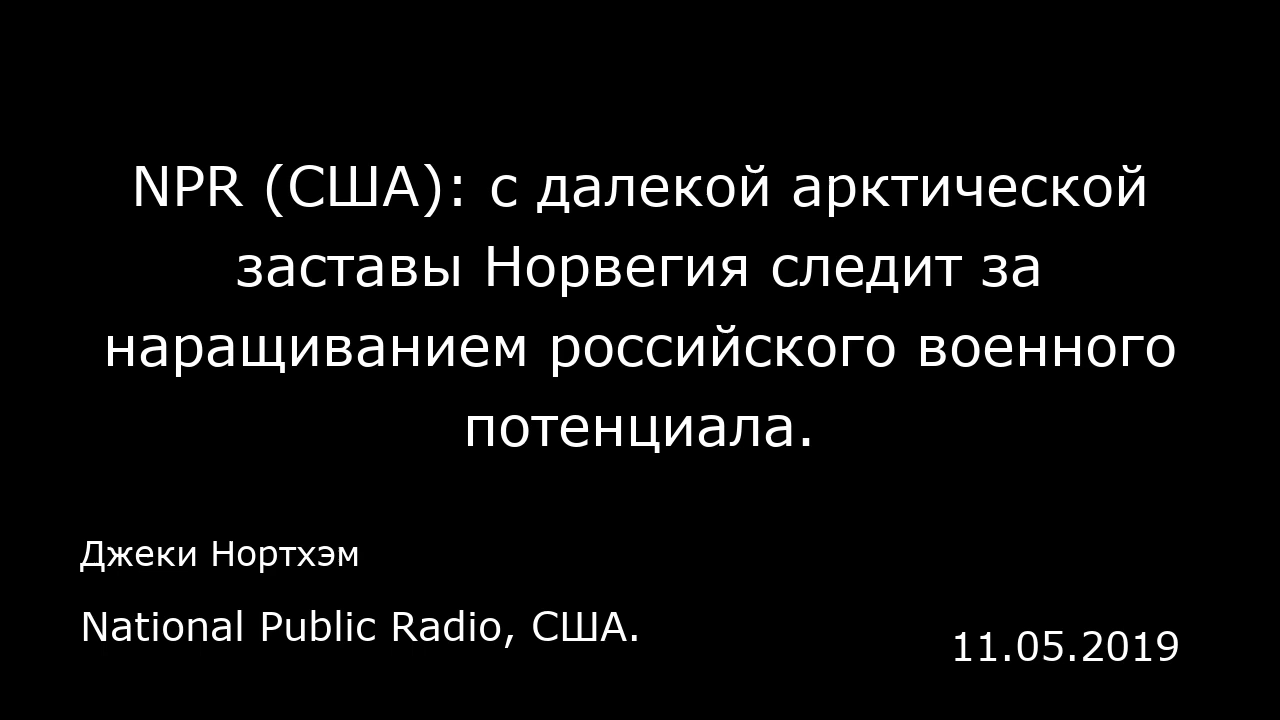 NPR (США): с далекой арктической
заставы Норвегия следит за
наращиванием российского военного
потенциала.
Джеки Нортхэм
National Public Radio, США.
11.05.2019